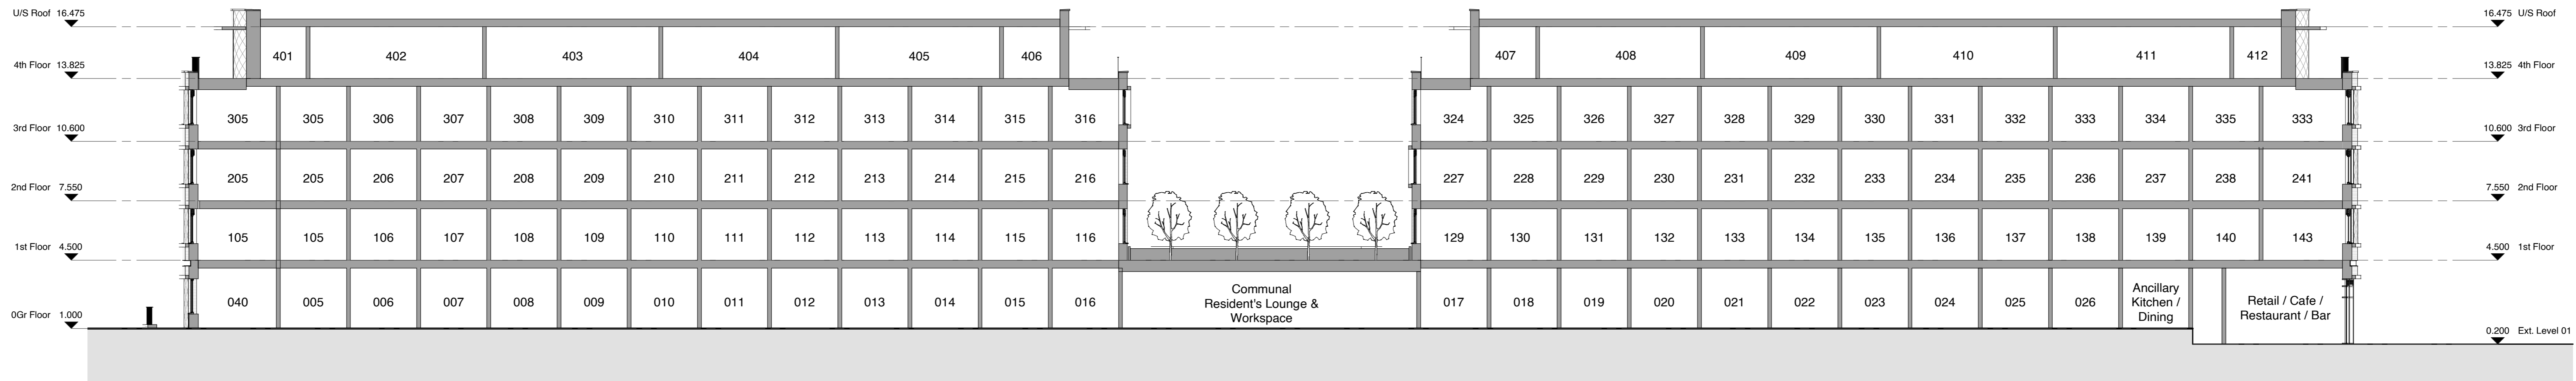 U/S Roof 16.475
16.475 U/S Roof
401 402 403 404 405 406
407 408 409 410 411 412
4th Floor 13.825
13.825 4th Floor
305 305 306 307 308 309 310 311 312 313 314 315 316
324 325 326 327 328 329 330 331 332 333 334 335 333
3rd Floor 10.600
10.600 3rd Floor
205 205 206 207 208 209 210 211 212 213 214 215 216
227 228 229 230 231 232 233 234 235 236 237 238 241
2nd Floor 7.550
7.550 2nd Floor
105 105 106 107 108 109 110 111 112 113 114 115 116
129 130 131 132 133 134 135 136 137 138 139 140 143
1st Floor 4.500
4.500 1st Floor
040 005 006 007 008 009 010 011 012 013 014 015 016
Communal
Resident's Lounge &
Workspace
017 018 019 020 021 022 023 024 025 026
Ancillary
Kitchen /
Dining
Retail / Cafe /
Restaurant / Bar
0Gr Floor 1.000
0.200 Ext. Level 01